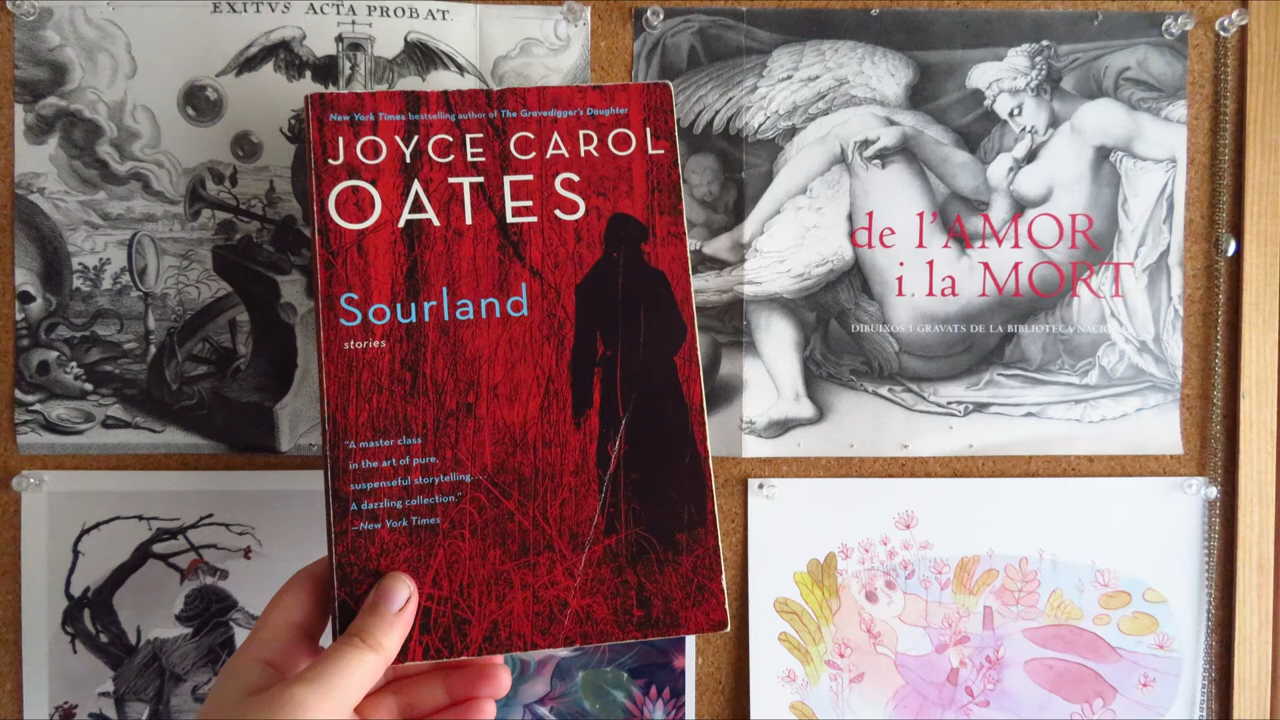 EXITVS ACTA PROBAT.
New York Times bestselling author of The Gravedigger's Daughter
JOYCE CAROL
OATES
Sourland
stories
"A master class
in the art of pure,
suspenseful storytelling....
A dazzling collection."
—New York Times
de l'AMOR
i la MORT
DIBUIXOS I GRAVATS DE LA BIBLIOTECA